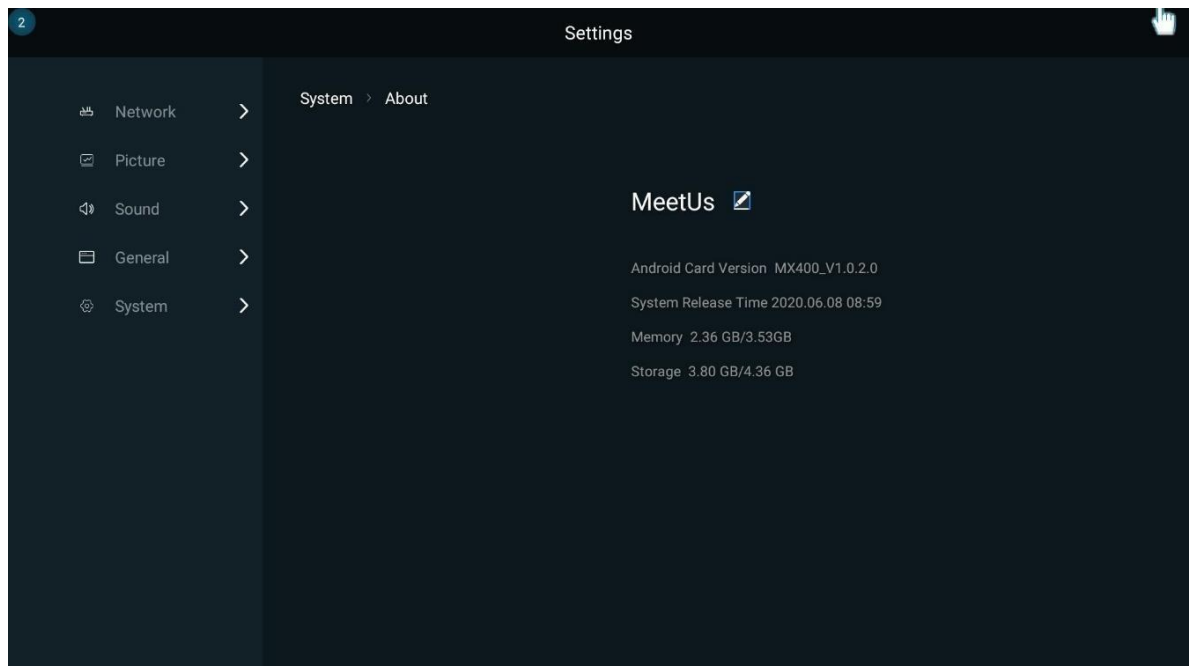 2
Settings
Network
Picture
Sound
General
System
System > About
MeetUs
Android Card Version MX400_V1.0.2.0
System Release Time 2020.06.08 08:59
Memory 2.36 GB/3.53GB
Storage 3.80 GB/4.36 GB